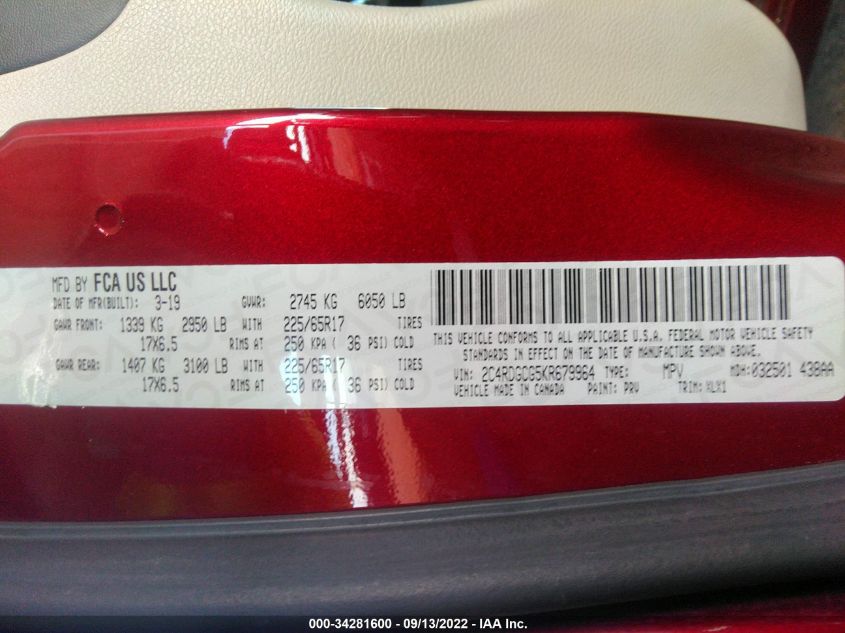 MFD BY FCA US LLC
DATE OF MFR(BUILT): 3-19 GVWR: 2745 KG 6050 LB
GAWR FRONT: 1339 KG 2950 LB WITH 225/65R17 TIRES
17X6.5 RIMS AT 250 KPA ( 36 PSI) COLD
GAWR REAR: 1407 KG 3100 LB WITH 225/65R17 TIRES
17X6.5 RIMS AT 250 KPA ( 36 PSI) COLD
THIS VEHICLE CONFORMS TO ALL APPLICABLE U.S.A. FEDERAL MOTOR VEHICLE SAFETY
STANDARDS IN EFFECT ON THE DATE OF MANUFACTURE SHOWN ABOVE.
VIN: 2C4RDGCG5KR679964 TYPE: MPV MDH: 032501 438AA
VEHICLE MADE IN CANADA PAINT: PRV TRIM: XLX1
000-34281600 - 09/13/2022 - IAA Inc.